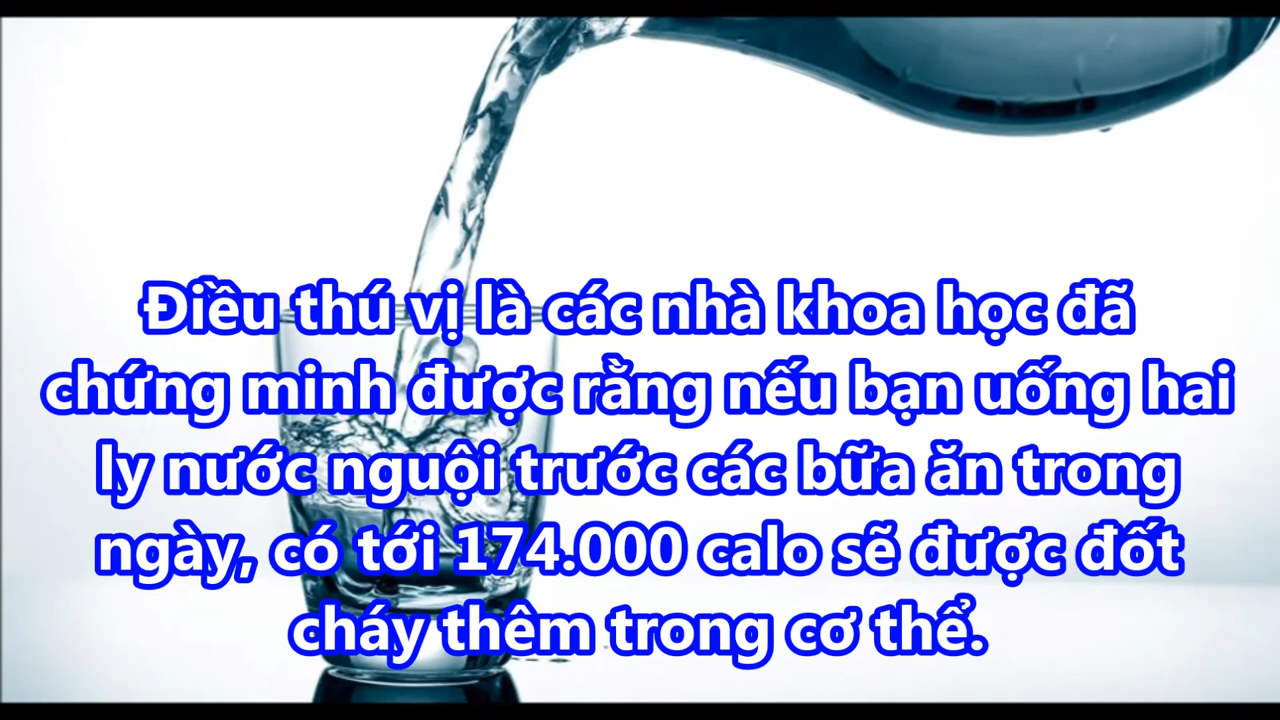 Điều thú vị là các nhà khoa học đã
chứng minh được rằng nếu bạn uống hai
ly nước nguội trước các bữa ăn trong
ngày, có tới 174.000 calo sẽ được đốt
cháy thêm trong cơ thể.